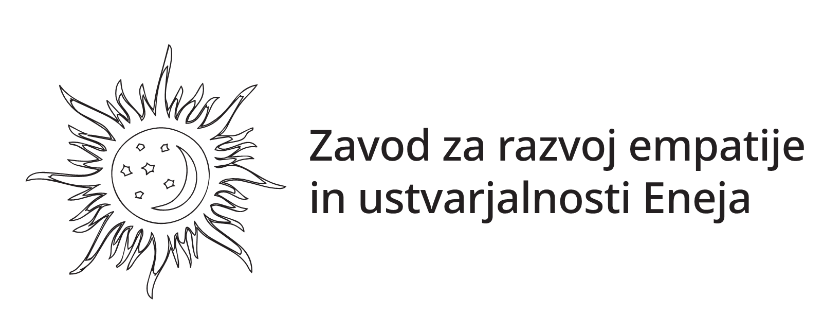 Zavod za razvoj empatije
in ustvarjalnosti Eneja